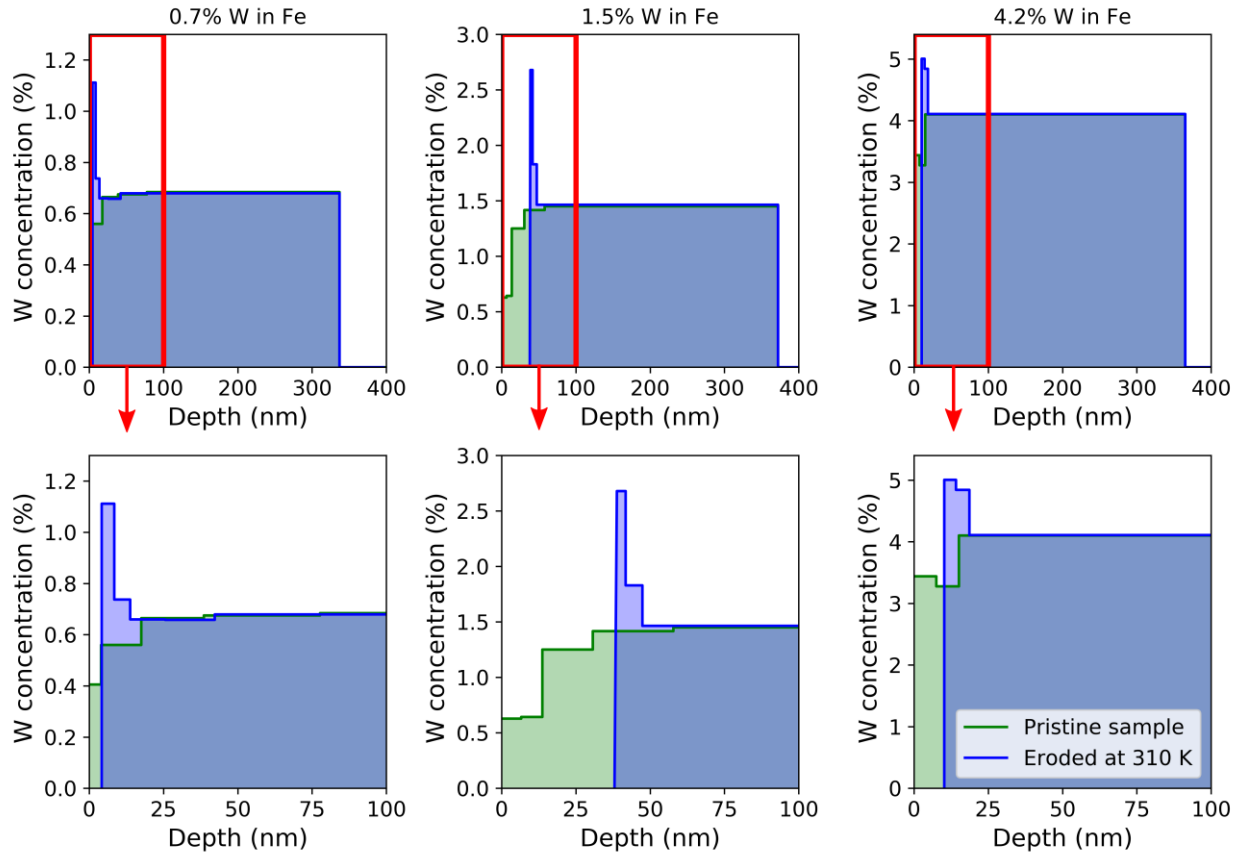 0.7% W in Fe
1.5% W in Fe
4.2% W in Fe
W concentration (%)
1.2
1.0
0.8
0.6
0.4
0.2
0.0
0 100 200 300 400
Depth (nm)
W concentration (%)
3.0
2.5
2.0
1.5
1.0
0.5
0.0
0 100 200 300 400
Depth (nm)
W concentration (%)
5
4
3
2
1
0
0 100 200 300 400
Depth (nm)
W concentration (%)
1.2
1.0
0.8
0.6
0.4
0.2
0.0
0 25 50 75 100
Depth (nm)
W concentration (%)
3.0
2.5
2.0
1.5
1.0
0.5
0.0
0 25 50 75 100
Depth (nm)
W concentration (%)
5
4
3
2
1
0
Pristine sample
Eroded at 310 K
0 25 50 75 100
Depth (nm)